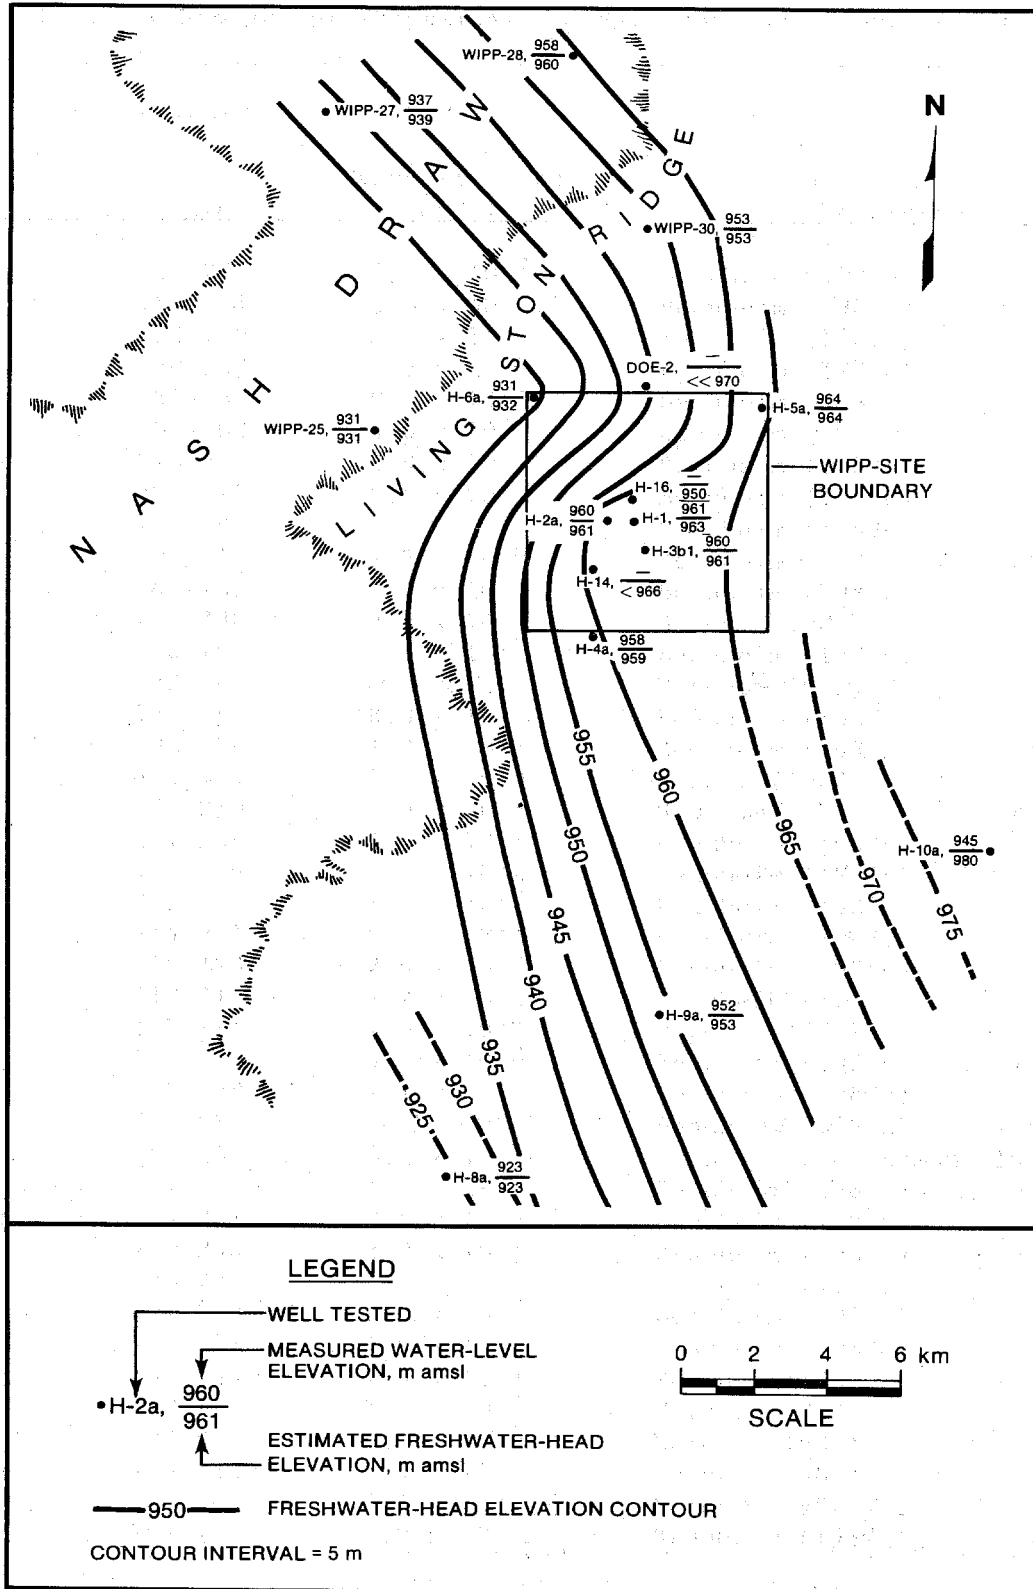 WIPP-28, 958
960
WIPP-27, 937
939
N
WIPP-30, 953
953
NASH DRAW
LIVINGSTON RIDGE
DOE-2, —
<< 970
H-6a, 931
932
H-5a, 964
964
WIPP-25, 931
931
WIPP-SITE
BOUNDARY
H-16, —
950
H-2a, 960
961
H-1, 961
963
H-3b1, 960
961
H-14, —
< 966
H-4a, 958
959
955
960
950
965
H-10a, 945
980
970
975
945
940
H-9a, 952
953
935
930
925
H-8a, 923
923
LEGEND
WELL TESTED
MEASURED WATER-LEVEL
ELEVATION, m amsl
H-2a, 960
961
ESTIMATED FRESHWATER-HEAD
ELEVATION, m amsl
950 FRESHWATER-HEAD ELEVATION CONTOUR
CONTOUR INTERVAL = 5 m
0 2 4 6 km
SCALE